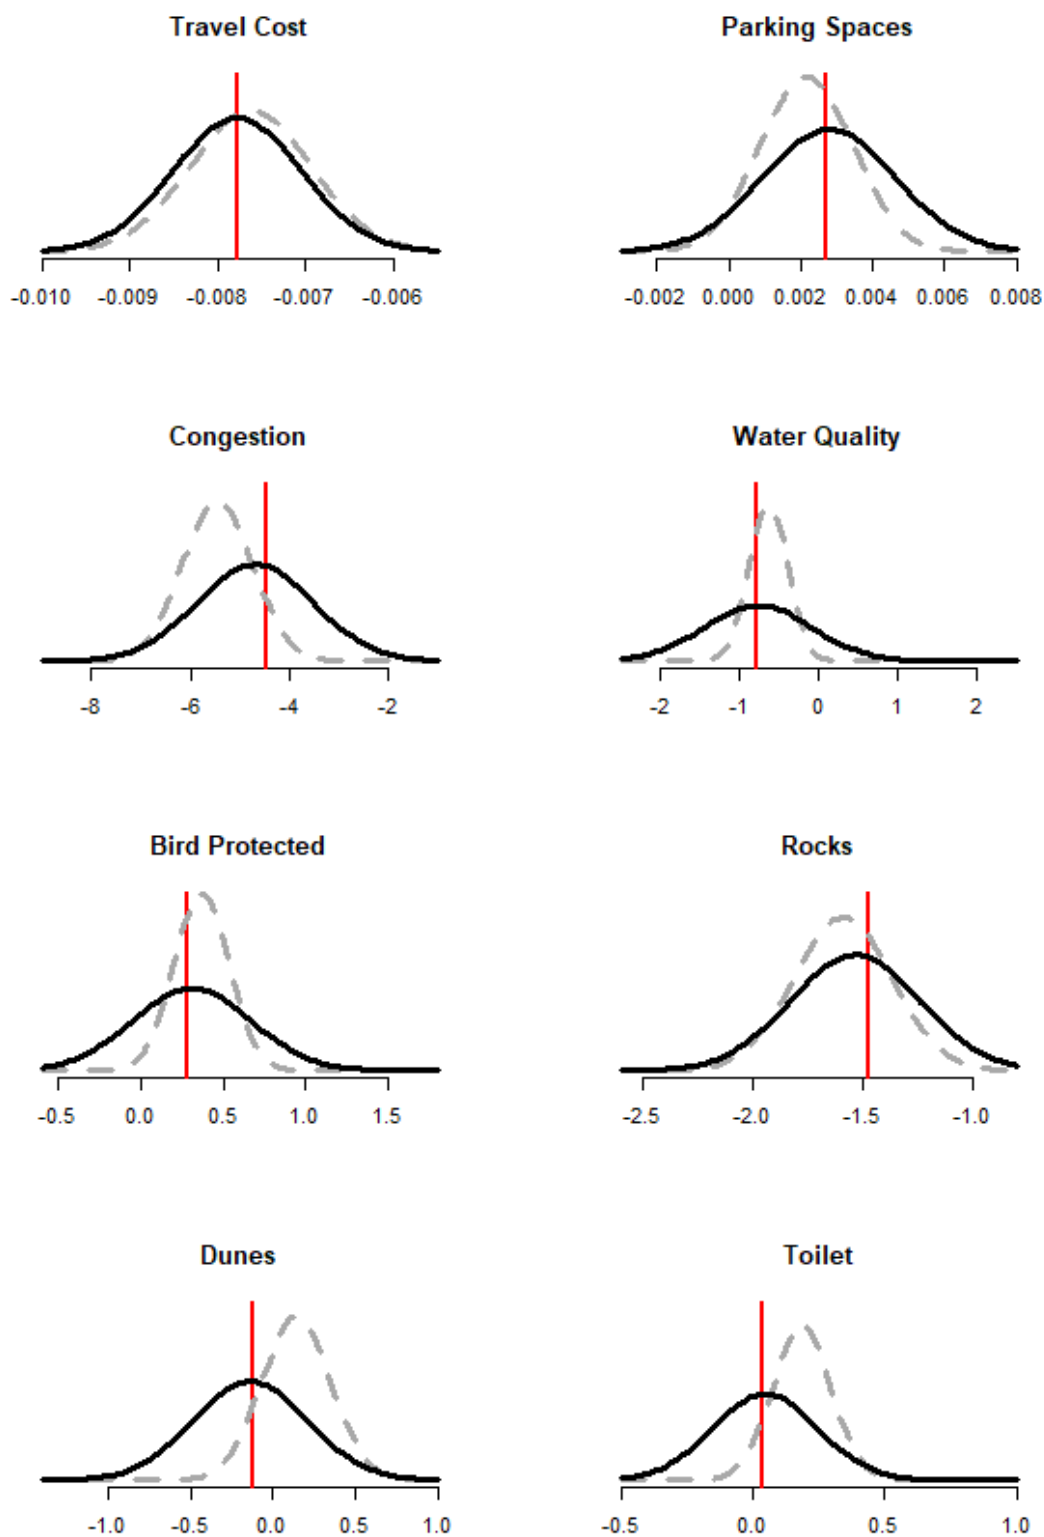 Travel Cost
Parking Spaces
-0.010 -0.009 -0.008 -0.007 -0.006
-0.002 0.000 0.002 0.004 0.006 0.008
Congestion
Water Quality
-8 -6 -4 -2
-2 -1 0 1 2
Bird Protected
Rocks
-0.5 0.0 0.5 1.0 1.5
-2.5 -2.0 -1.5 -1.0
Dunes
Toilet
-1.0 -0.5 0.0 0.5 1.0
-0.5 0.0 0.5 1.0